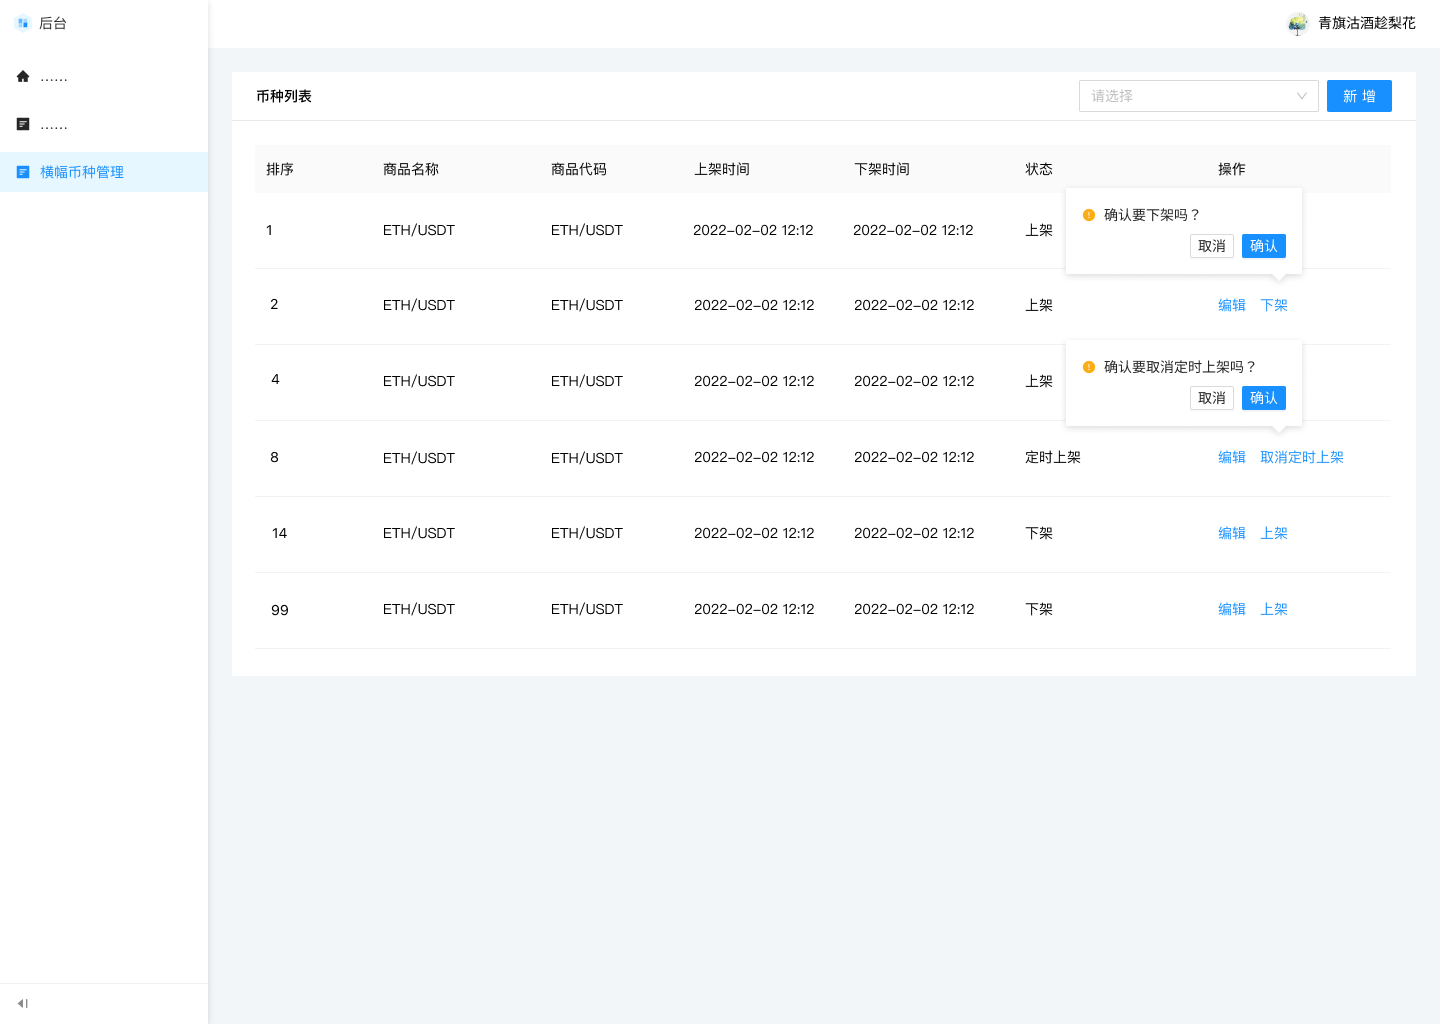 后台
青旗沽酒趁梨花
……
……
横幅币种管理
币种列表
请选择
新 增
排序 商品名称 商品代码 上架时间 下架时间 状态 操作
1 ETH/USDT ETH/USDT 2022-02-02 12:12 2022-02-02 12:12 上架
确认要下架吗？
取消 确认
2 ETH/USDT ETH/USDT 2022-02-02 12:12 2022-02-02 12:12 上架 编辑 下架
4 ETH/USDT ETH/USDT 2022-02-02 12:12 2022-02-02 12:12 上架
确认要取消定时上架吗？
取消 确认
8 ETH/USDT ETH/USDT 2022-02-02 12:12 2022-02-02 12:12 定时上架 编辑 取消定时上架
14 ETH/USDT ETH/USDT 2022-02-02 12:12 2022-02-02 12:12 下架 编辑 上架
99 ETH/USDT ETH/USDT 2022-02-02 12:12 2022-02-02 12:12 下架 编辑 上架